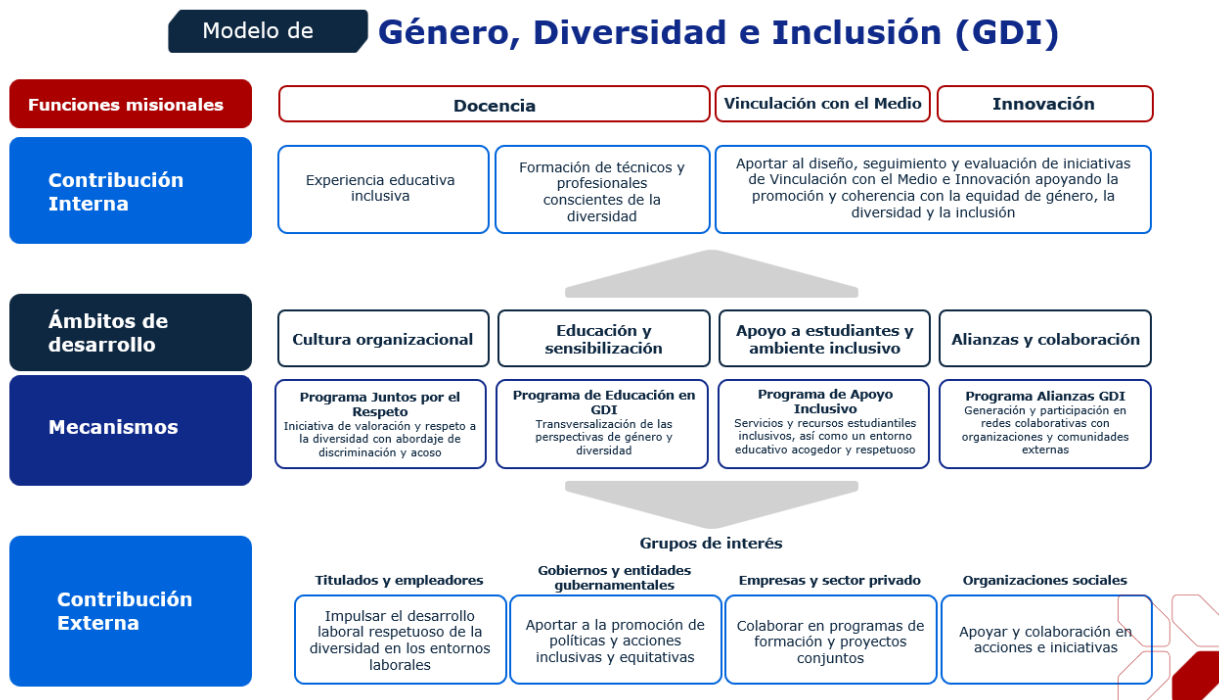 Modelo de Género, Diversidad e Inclusión (GDI)
Funciones misionales
Docencia
Vinculación con el Medio
Innovación
Contribución
Interna
Experiencia educativa
inclusiva
Formación de técnicos y
profesionales
conscientes de la
diversidad
Aportar al diseño, seguimiento y evaluación de iniciativas
de Vinculación con el Medio e Innovación apoyando la
promoción y coherencia con la equidad de género, la
diversidad y la inclusión
Ámbitos de
desarrollo
Cultura organizacional
Educación y
sensibilización
Apoyo a estudiantes y
ambiente inclusivo
Alianzas y colaboración
Mecanismos
Programa Juntos por el
Respeto
Iniciativa de valoración y respeto a
la diversidad con abordaje de
discriminación y acoso
Programa de Educación en
GDI
Transversalización de las
perspectivas de género y
diversidad
Programa de Apoyo
Inclusivo
Servicios y recursos estudiantiles
inclusivos, así como un entorno
educativo acogedor y respetuoso
Programa Alianzas GDI
Generación y participación en
redes colaborativas con
organizaciones y comunidades
externas
Contribución
Externa
Grupos de interés
Titulados y empleadores
Impulsar el desarrollo
laboral respetuoso de la
diversidad en los entornos
laborales
Gobiernos y entidades
gubernamentales
Aportar a la promoción de
políticas y acciones
inclusivas y equitativas
Empresas y sector privado
Colaborar en programas de
formación y proyectos
conjuntos
Organizaciones sociales
Apoyar y colaboración en
acciones e iniciativas